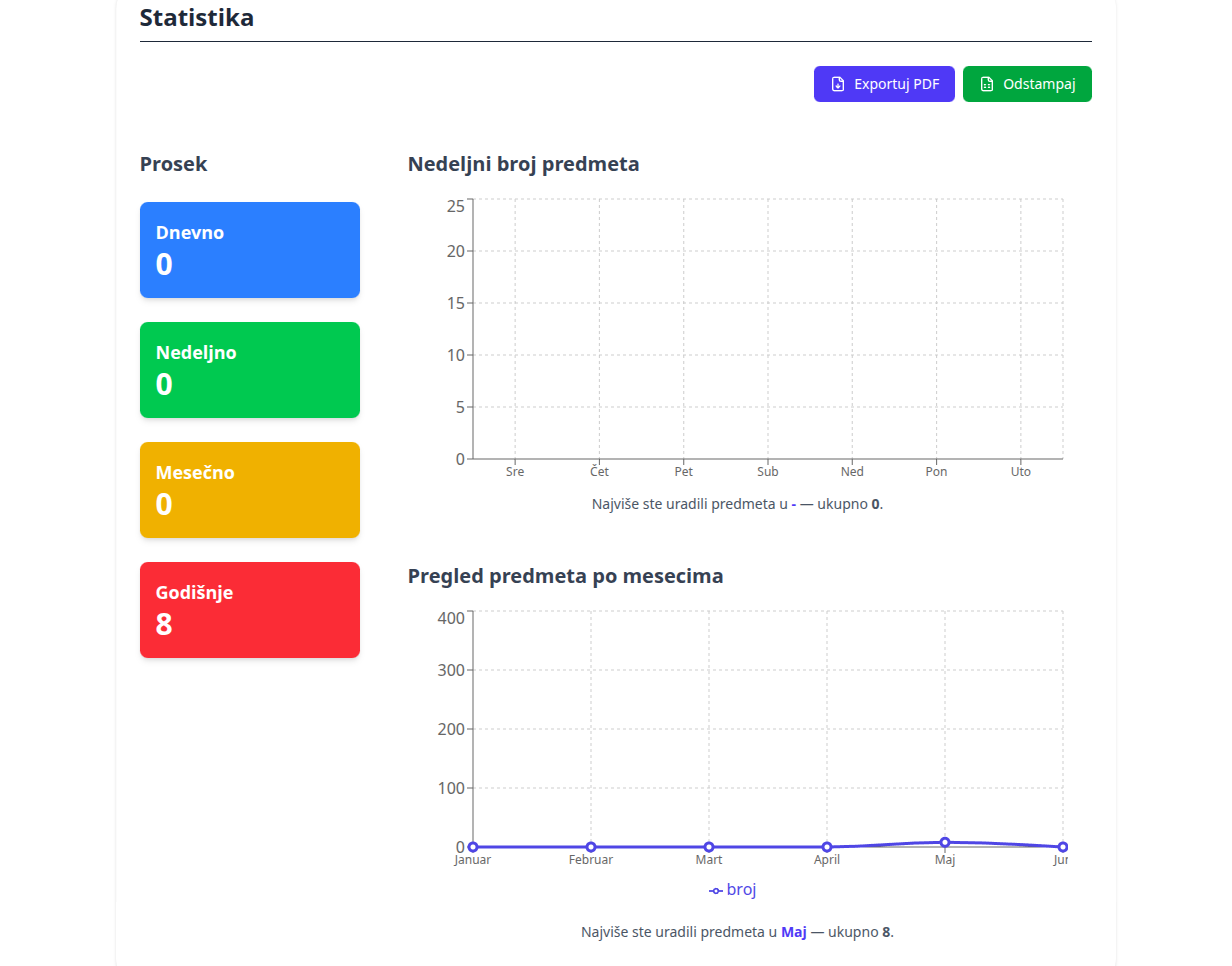 Statistika
Exportuj PDF
Odstampaj
Prosek
Dnevno
0
Nedeljno
0
Mesečno
0
Godišnje
8
Nedeljni broj predmeta
25
20
15
10
5
0
Sre Čet Pet Sub Ned Pon Uto
Najviše ste uradili predmeta u - — ukupno 0.
Pregled predmeta po mesecima
400
300
200
100
0
Januar Februar Mart April Maj Jun
broj
Najviše ste uradili predmeta u Maj — ukupno 8.